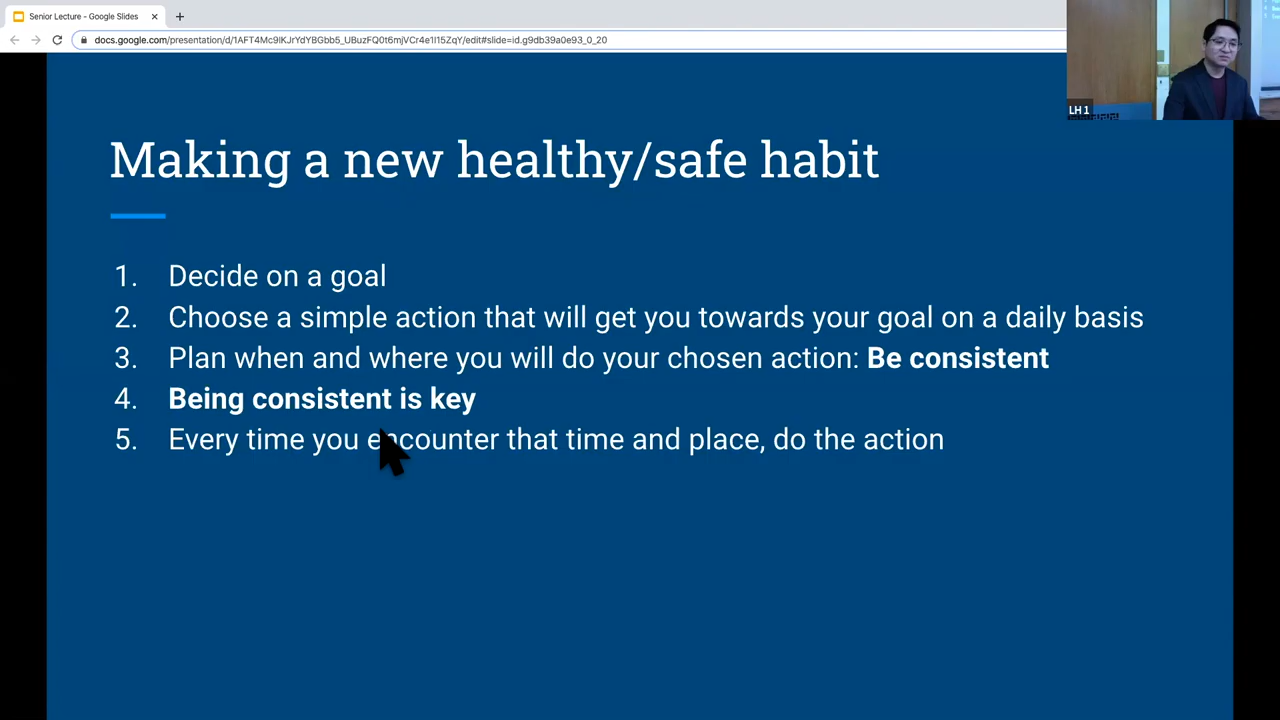 Senior Lecture - Google Slides
docs.google.com/presentation/d/1AFT4Mc9IKJrYdYBGbb5_UBuzFQ0t6mjVCr4e1I15ZqY/edit#slide=id.g9db39a0e93_0_20
LH 1
Making a new healthy/safe habit
1. Decide on a goal
2. Choose a simple action that will get you towards your goal on a daily basis
3. Plan when and where you will do your chosen action: Be consistent
4. Being consistent is key
5. Every time you encounter that time and place, do the action